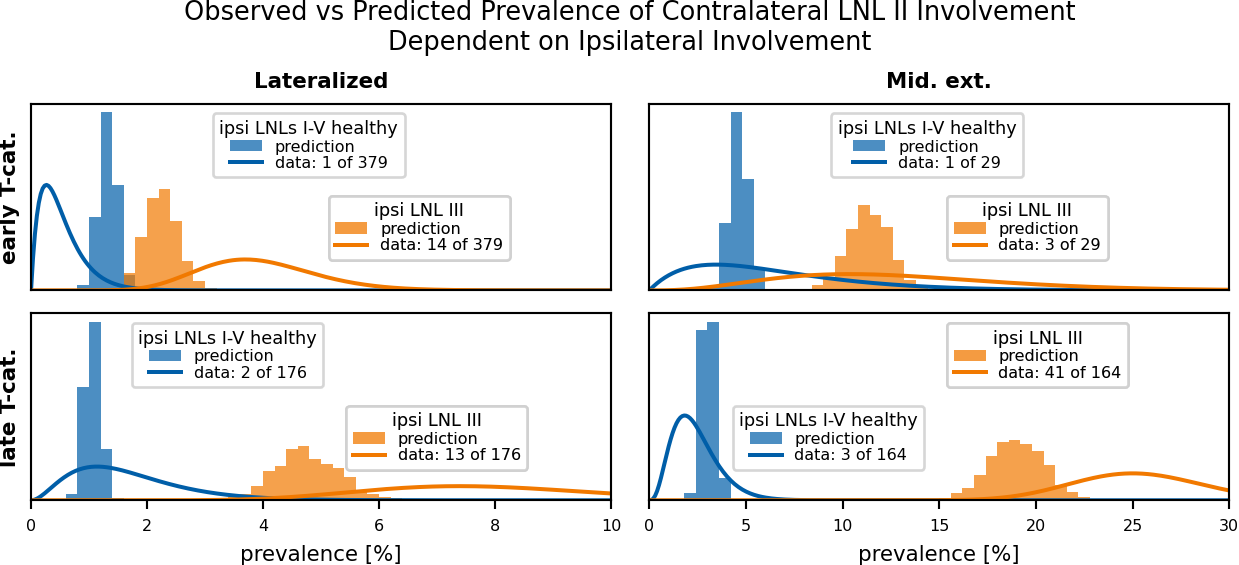 Observed vs Predicted Prevalence of Contralateral LNL II Involvement
Dependent on Ipsilateral Involvement
Lateralized
Mid. ext.
early T-cat.
ipsi LNLs I-V healthy
prediction
data: 1 of 379
ipsi LNL III
prediction
data: 14 of 379
ipsi LNLs I-V healthy
prediction
data: 1 of 29
ipsi LNL III
prediction
data: 3 of 29
late T-cat.
ipsi LNLs I-V healthy
prediction
data: 2 of 176
ipsi LNL III
prediction
data: 13 of 176
ipsi LNL III
prediction
data: 41 of 164
ipsi LNLs I-V healthy
prediction
data: 3 of 164
0 2 4 6 8 10
0 5 10 15 20 25 30
prevalence [%]
prevalence [%]